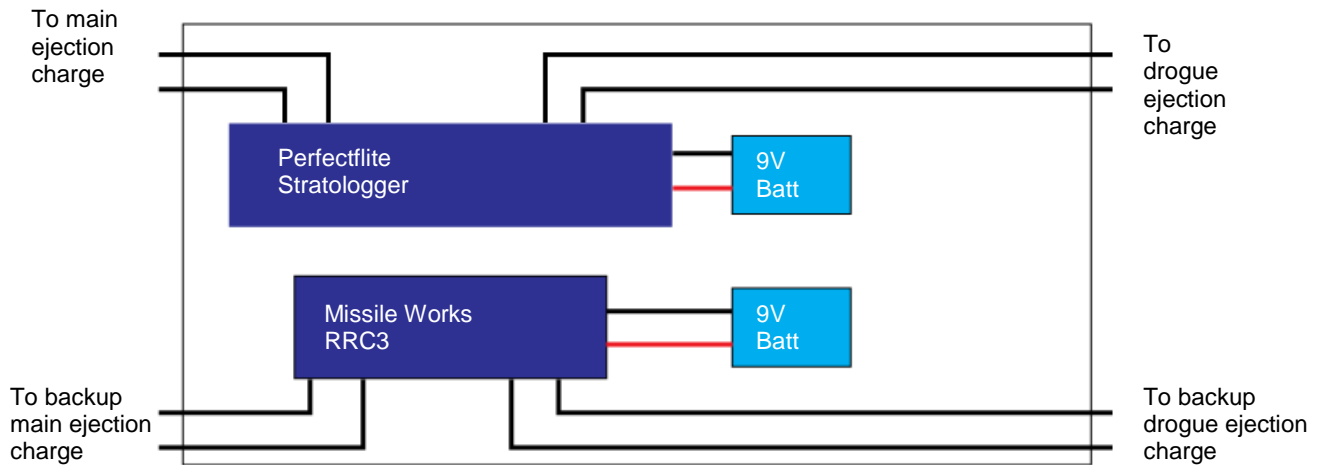 To main
ejection
charge
To
drogue
ejection
charge
Perfectflite
Stratologger
9V
Batt
Missile Works
RRC3
9V
Batt
To backup
main ejection
charge
To backup
drogue ejection
charge